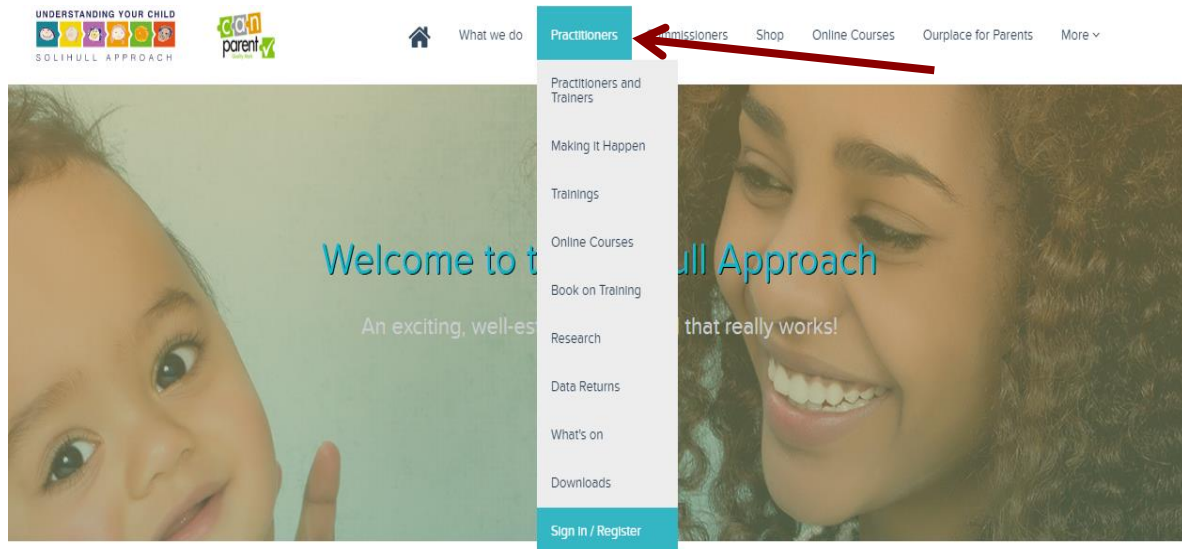 UNDERSTANDING YOUR CHILD
SOLIHULL APPROACH
can
parent
What we do
Practitioners
mmissioners
Shop
Online Courses
Ourplace for Parents
More
Practitioners and
Trainers
Making it Happen
Trainings
Online Courses
Book on Training
Research
Data Returns
What's on
Downloads
Sign in / Register
Welcome to t
ull Approach
An exciting, well-es
that really works!